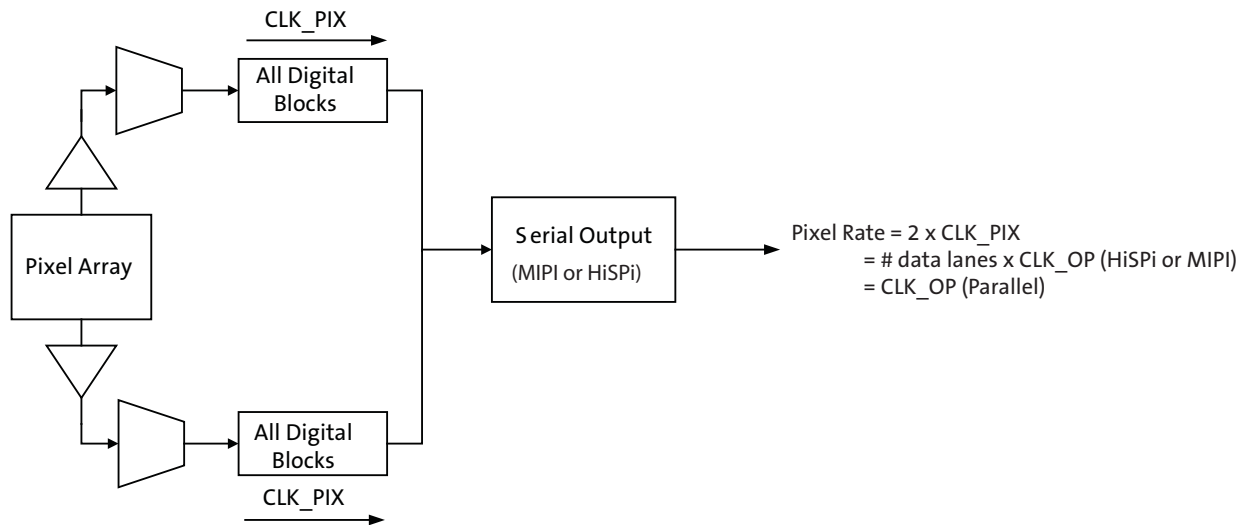 CLK_PIX
All Digital
Blocks
Pixel Array
Serial Output
(MIPI or HiSPi)
Pixel Rate = 2 x CLK_PIX
= # data lanes x CLK_OP (HiSPi or MIPI)
= CLK_OP (Parallel)
All Digital
Blocks
CLK_PIX